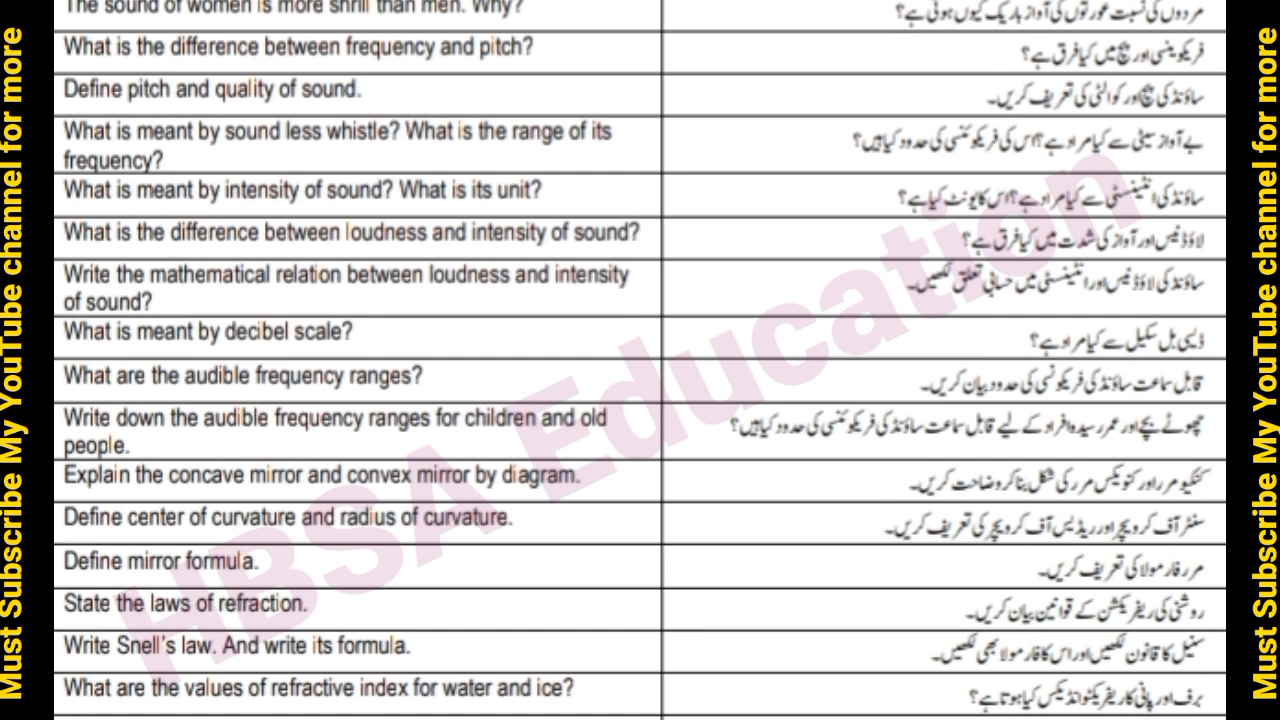 Must Subscribe My YouTube channel for more
The sound of women is more shrill than men. Why?
مردوں کی نسبت عورتوں کی آواز باریک کیوں ہوتی ہے؟
What is the difference between frequency and pitch?
فریکوینسی اور پچ میں کیا فرق ہے؟
Define pitch and quality of sound.
ساؤنڈ کی پچ اور کوالٹی کی تعریف کریں۔
What is meant by sound less whistle? What is the range of its
frequency?
بے آواز سیٹی سے کیا مراد ہے؟ اس کی فریکوئنسی کی حدود کیا ہیں؟
What is meant by intensity of sound? What is its unit?
ساؤنڈ کی انٹینسٹی سے کیا مراد ہے؟ اس کا یونٹ کیا ہے؟
What is the difference between loudness and intensity of sound?
لاؤڈنیس اور آواز کی شدت میں کیا فرق ہے؟
Write the mathematical relation between loudness and intensity
of sound?
ساؤنڈ کی لاؤڈنیس اور انٹینسٹی میں حسابی تعلق لکھیں۔
What is meant by decibel scale?
ڈیسی بل سکیل سے کیا مراد ہے؟
What are the audible frequency ranges?
قابل سماعت ساؤنڈ کی فریکونسی کی حدود بیان کریں۔
Write down the audible frequency ranges for children and old
people.
چھوٹے بچے اور عمر رسیدہ افراد کے لیے قابل سماعت ساؤنڈ کی فریکوئنسی کی حدود کیا ہیں؟
Explain the concave mirror and convex mirror by diagram.
کنکیو مرر اور کنویکس مرر کی شکل بنا کر وضاحت کریں۔
Define center of curvature and radius of curvature.
سنٹر آف کرویچر اور ریڈیس آف کرویچر کی تعریف کریں۔
Define mirror formula.
مرر فارمولا کی تعریف کریں۔
State the laws of refraction.
روشنی کی ریفریکشن کے قوانین بیان کریں۔
Write Snell's law. And write its formula.
سنیل کا قانون لکھیں اور اس کا فارمولا بھی لکھیں۔
What are the values of refractive index for water and ice?
برف اور پانی کا ریفریکٹو انڈیکس کیا ہوتا ہے؟
HBSA Education
Must Subscribe My YouTube channel for more